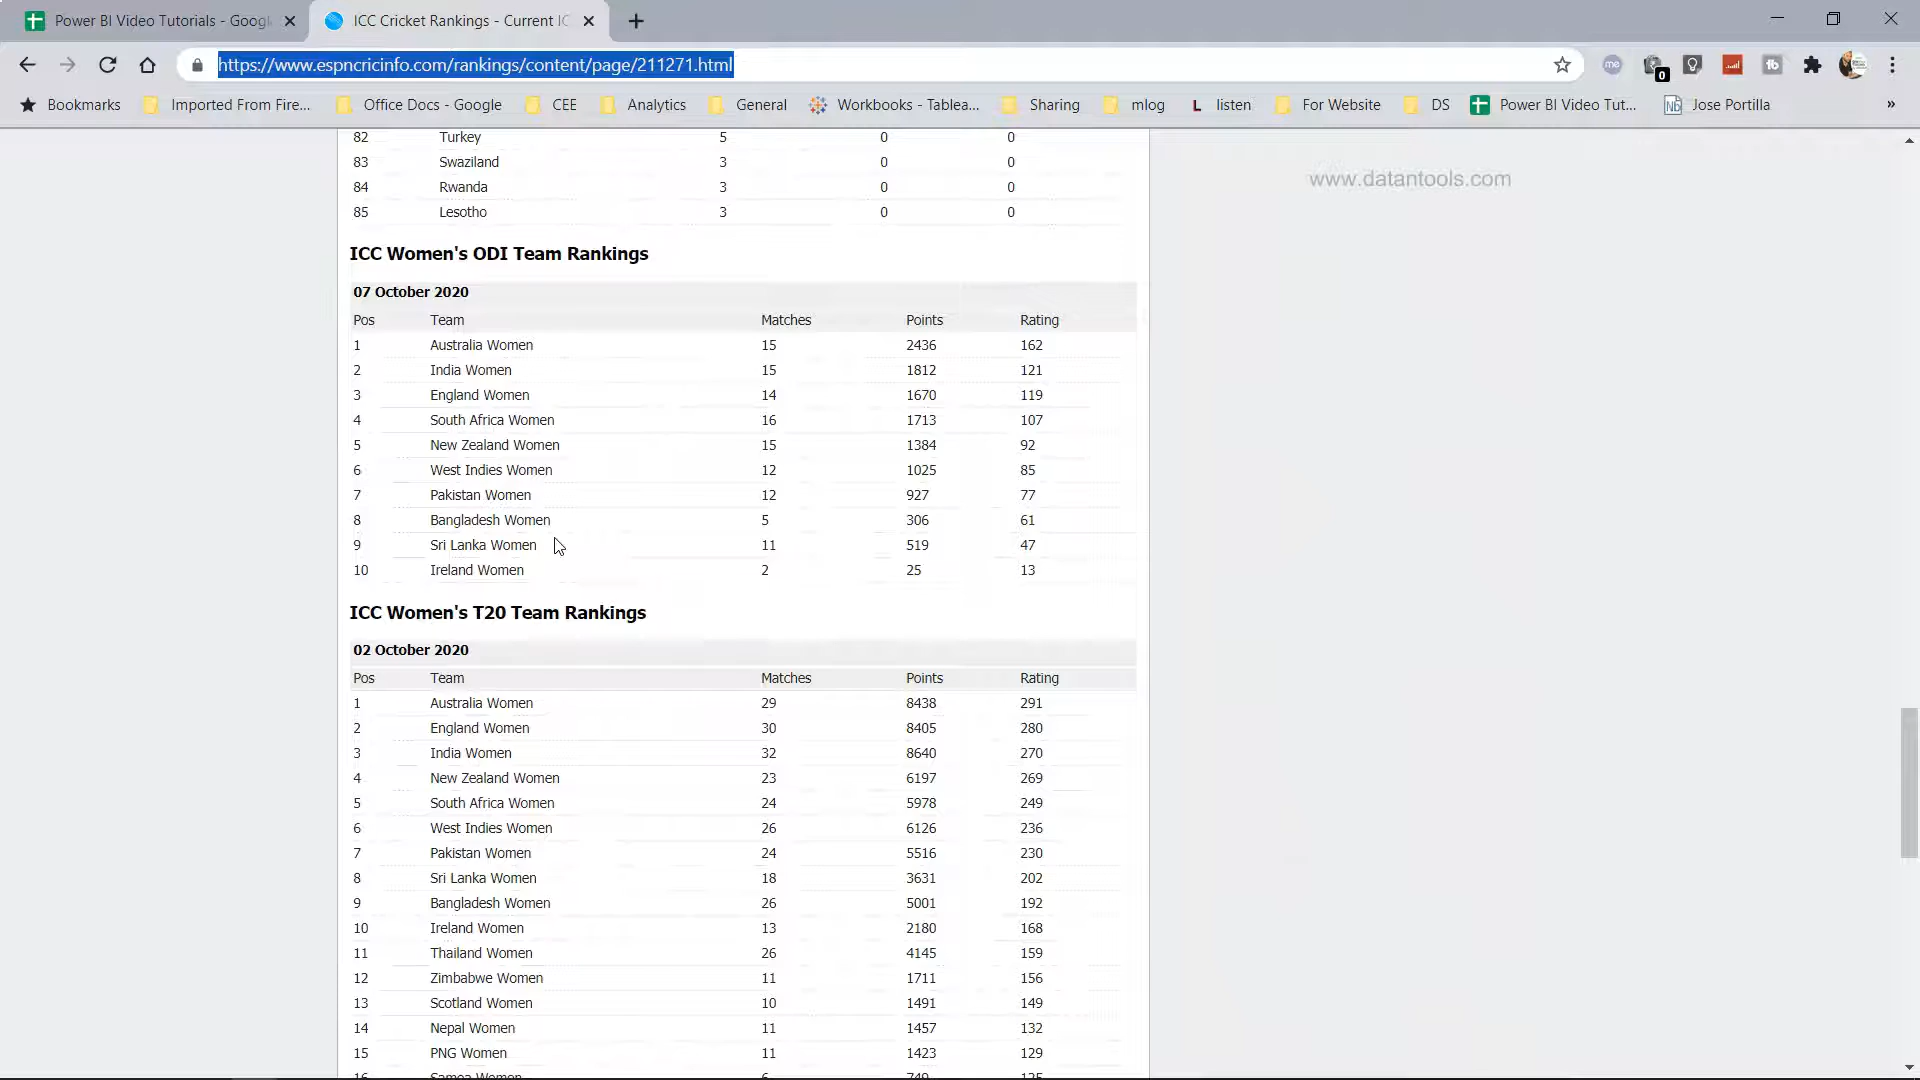 Power BI Video Tutorials - Googl
ICC Cricket Rankings - Current IC
https://www.espncricinfo.com/rankings/content/page/211271.html
Bookmarks
Imported From Fire...
Office Docs - Google
CEE
Analytics
General
Workbooks - Tablea...
Sharing
mlog
listen
For Website
DS
Power BI Video Tut...
Jose Portilla
www.datantools.com
82 Turkey 5 0 0
83 Swaziland 3 0 0
84 Rwanda 3 0 0
85 Lesotho 3 0 0
ICC Women's ODI Team Rankings
07 October 2020
Pos Team Matches Points Rating
1 Australia Women 15 2436 162
2 India Women 15 1812 121
3 England Women 14 1670 119
4 South Africa Women 16 1713 107
5 New Zealand Women 15 1384 92
6 West Indies Women 12 1025 85
7 Pakistan Women 12 927 77
8 Bangladesh Women 5 306 61
9 Sri Lanka Women 11 519 47
10 Ireland Women 2 25 13
ICC Women's T20 Team Rankings
02 October 2020
Pos Team Matches Points Rating
1 Australia Women 29 8438 291
2 England Women 30 8405 280
3 India Women 32 8640 270
4 New Zealand Women 23 6197 269
5 South Africa Women 24 5978 249
6 West Indies Women 26 6126 236
7 Pakistan Women 24 5516 230
8 Sri Lanka Women 18 3631 202
9 Bangladesh Women 26 5001 192
10 Ireland Women 13 2180 168
11 Thailand Women 26 4145 159
12 Zimbabwe Women 11 1711 156
13 Scotland Women 10 1491 149
14 Nepal Women 11 1457 132
15 PNG Women 11 1423 129
16 Samoa Women 6 749 125